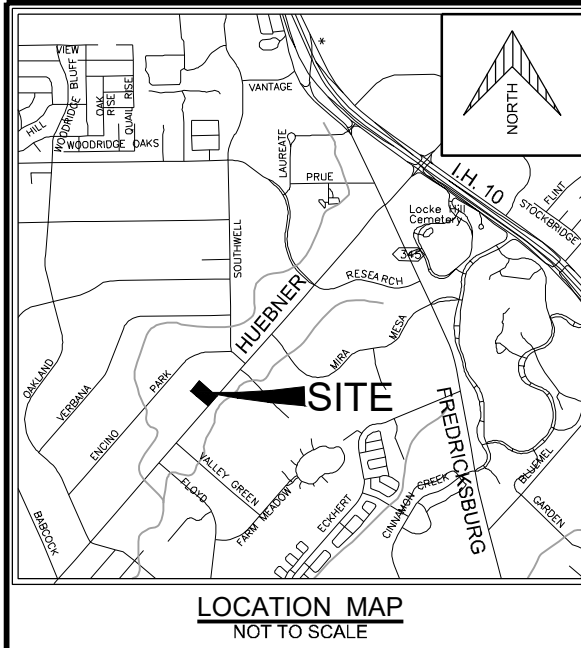 VIEW
WOODRIDGE BLUFF
OAK RISE
QUAIL RISE
HILL
WOODRIDGE OAKS
VANTAGE
*
NORTH
LAUREATE
PRUE
I.H. 10
FLINT
STOCKBRIDGE
Locke Hill
Cemetery
345
SOUTHWELL
RESEARCH
HUEBNER
MESA
MIRA
OAKLAND
VERBANA
PARK
ENCINO
SITE
FREDRICKSBURG
VALLEY GREEN
FLOYD
FARM MEADOW
ECKHERT
CINNAMON CREEK
BLUEMEL
GARDEN
BABCOCK
LOCATION MAP
NOT TO SCALE